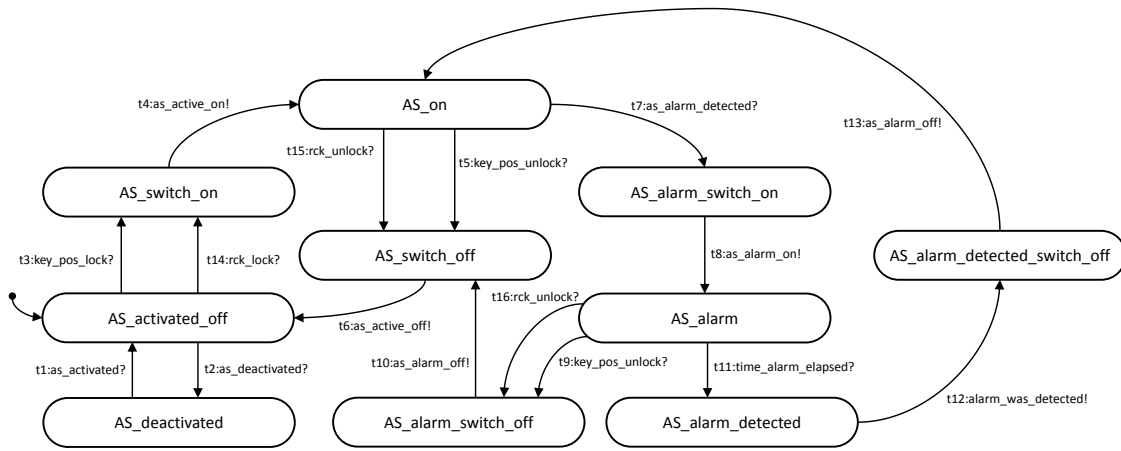 AS_on
t4:as_active_on!
t7:as_alarm_detected?
t13:as_alarm_off!
t15:rck_unlock?
t5:key_pos_unlock?
AS_switch_on
AS_alarm_switch_on
t3:key_pos_lock?
t14:rck_lock?
AS_switch_off
t8:as_alarm_on!
AS_alarm_detected_switch_off
t16:rck_unlock?
AS_activated_off
t6:as_active_off!
AS_alarm
t1:as_activated?
t2:as_deactivated?
t10:as_alarm_off!
t9:key_pos_unlock?
t11:time_alarm_elapsed?
t12:alarm_was_detected!
AS_deactivated
AS_alarm_switch_off
AS_alarm_detected